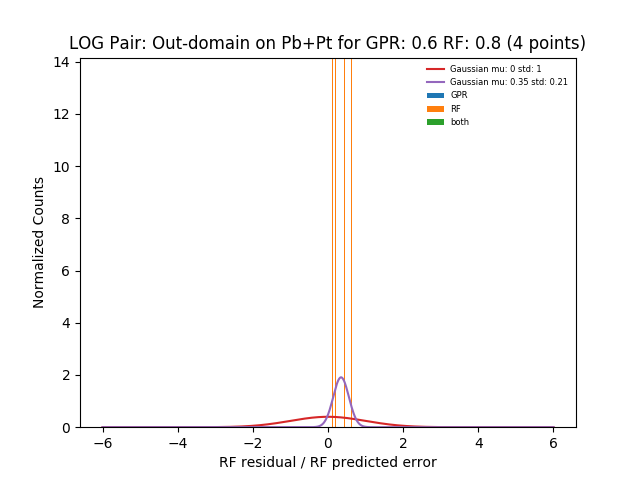 LOG Pair: Out-domain on Pb+Pt for GPR: 0.6 RF: 0.8 (4 points)
Gaussian mu: 0 std: 1
Gaussian mu: 0.35 std: 0.21
GPR
RF
both
Normalized Counts
14
12
10
8
6
4
2
0
−6
−4
−2
0
2
4
6
RF residual / RF predicted error